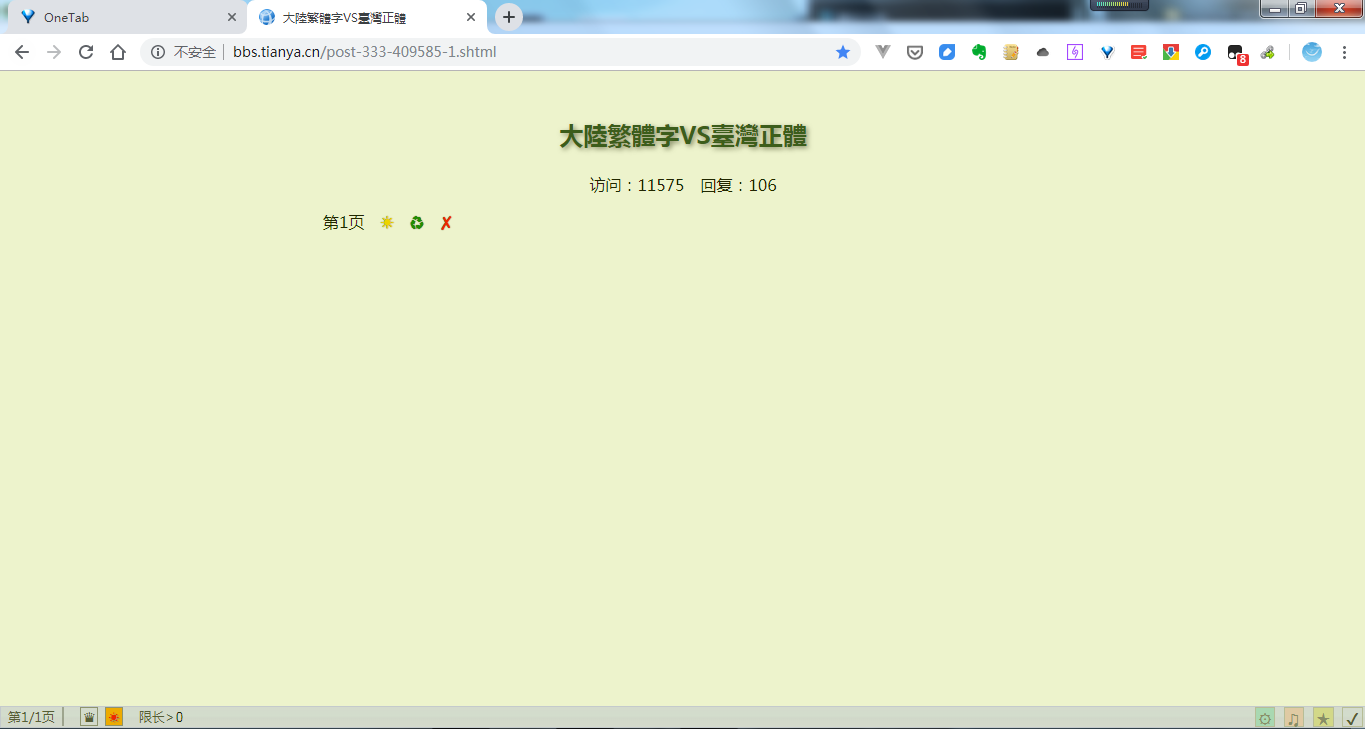 OneTab
大陸繁體字VS臺灣正體
不安全
bbs.tianya.cn/post-333-409585-1.shtml
8
大陸繁體字VS臺灣正體
访问：11575 回复：106
第1页
第1/1页 限长>0